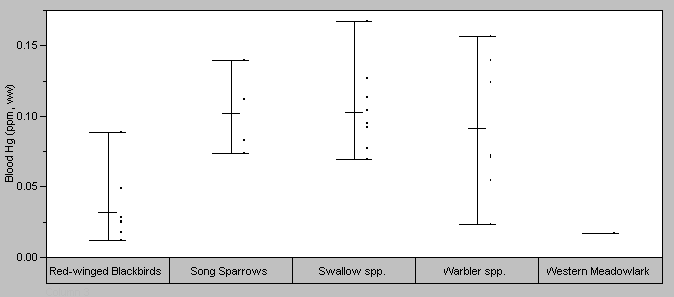 Blood Hg (ppm, ww)
0.15
0.10
0.05
0.00
Red-winged Blackbirds
Song Sparrows
Swallow spp.
Warbler spp.
Western Meadowlark